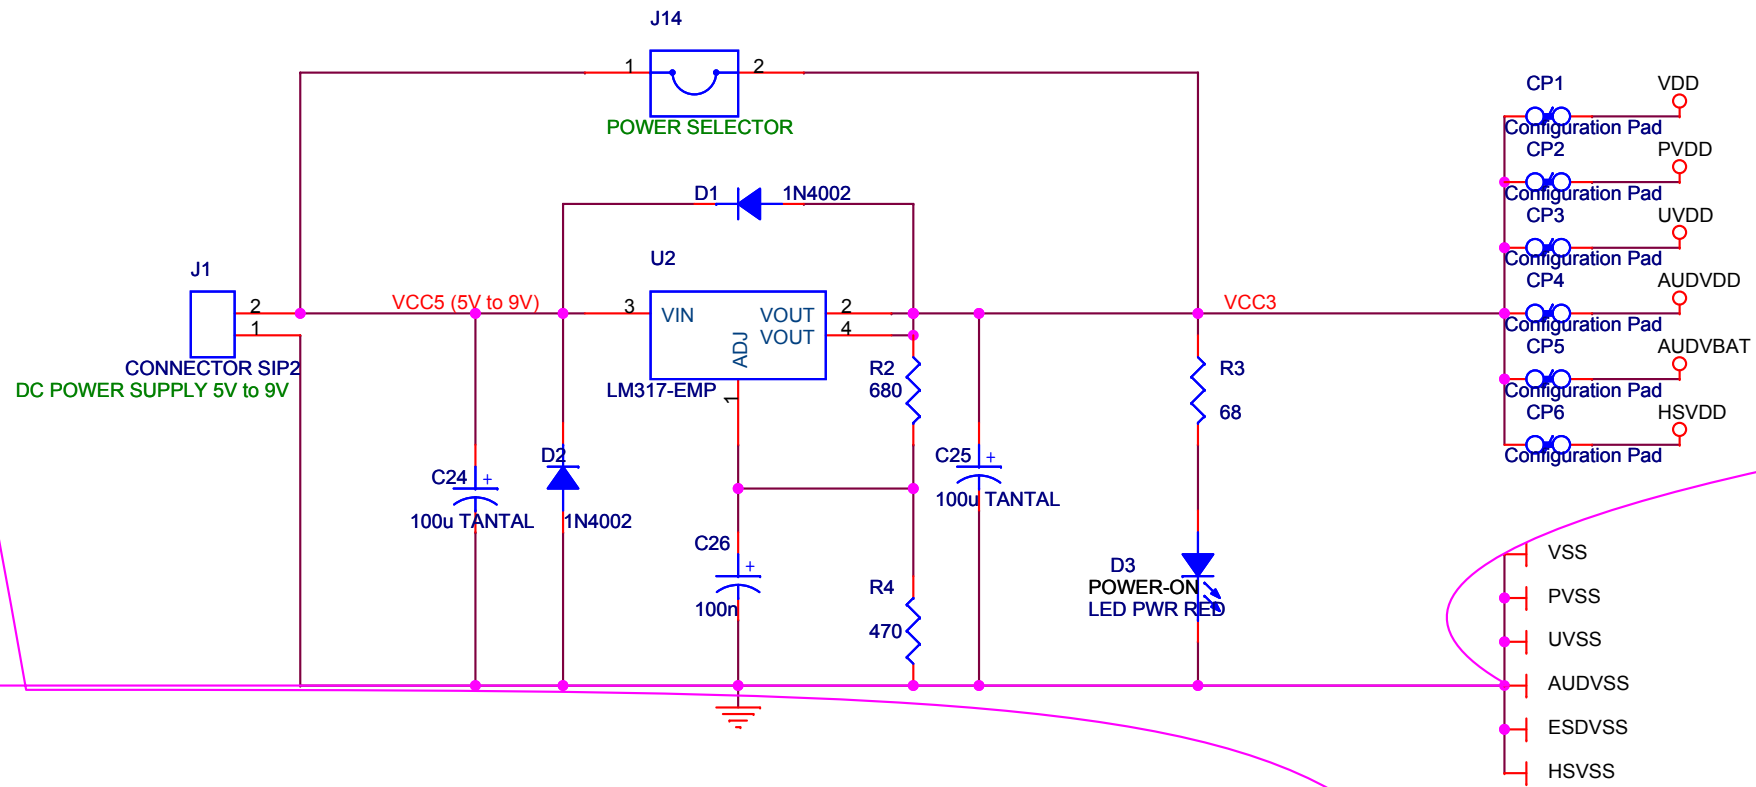 J14
1
2
POWER SELECTOR
D1
1N4002
U2
J1
2
1
CONNECTOR SIP2
DC POWER SUPPLY 5V to 9V
VCC5 (5V to 9V)
3
VIN
VOUT
VOUT
ADJ
2
4
1
LM317-EMP
R2
680
VCC3
R3
68
C24
+
100u TANTAL
D2
1N4002
C25
+
100u TANTAL
C26
+
100n
R4
470
D3
POWER-ON
LED PWR RED
CP1
VDD
Configuration Pad
CP2
PVDD
Configuration Pad
CP3
UVDD
Configuration Pad
CP4
AUDVDD
Configuration Pad
CP5
AUDVBAT
Configuration Pad
CP6
HSVDD
Configuration Pad
VSS
PVSS
UVSS
AUDVSS
ESDVSS
HSVSS